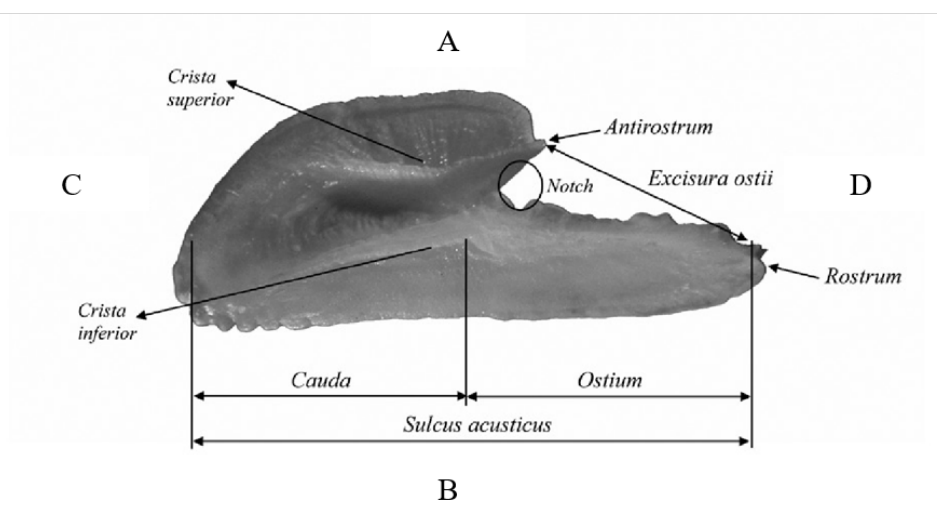 A
Crista
superior
Antirostrum
C
Notch
Excisura ostii
D
Rostrum
Crista
inferior
Cauda
Ostium
Sulcus acusticus
B